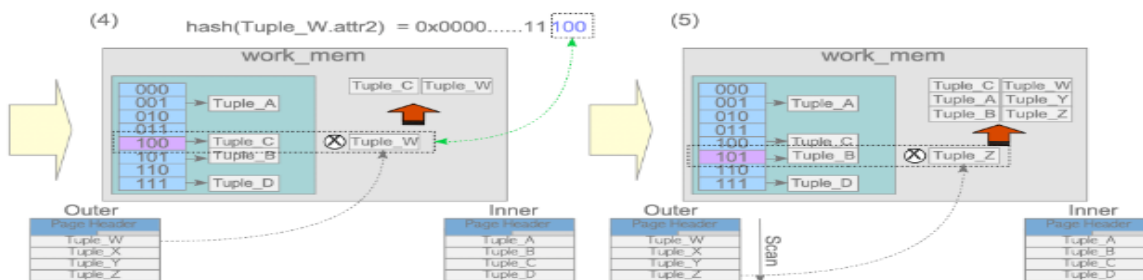 (4)
hash(Tuple_W.attr2) = 0x0000......11 100
work_mem
000
001
010
011
100
101
110
111
Tuple_A
Tuple_C
Tuple_B
Tuple_D
Tuple_C Tuple_W
X Tuple_W
Outer
Page Header
Tuple_W
Tuple_X
Tuple_Y
Tuple_Z
Inner
Page Header
Tuple_A
Tuple_B
Tuple_C
Tuple_D
(5)
work_mem
000
001
010
011
100
101
110
111
Tuple_A
Tuple_C
Tuple_B
Tuple_D
Tuple_C Tuple_W
Tuple_A Tuple_Y
Tuple_B Tuple_Z
X Tuple_Z
Outer
Page Header
Tuple_W
Tuple_X
Tuple_Y
Tuple_Z
Scan
Inner
Page Header
Tuple_A
Tuple_B
Tuple_C
Tuple_D